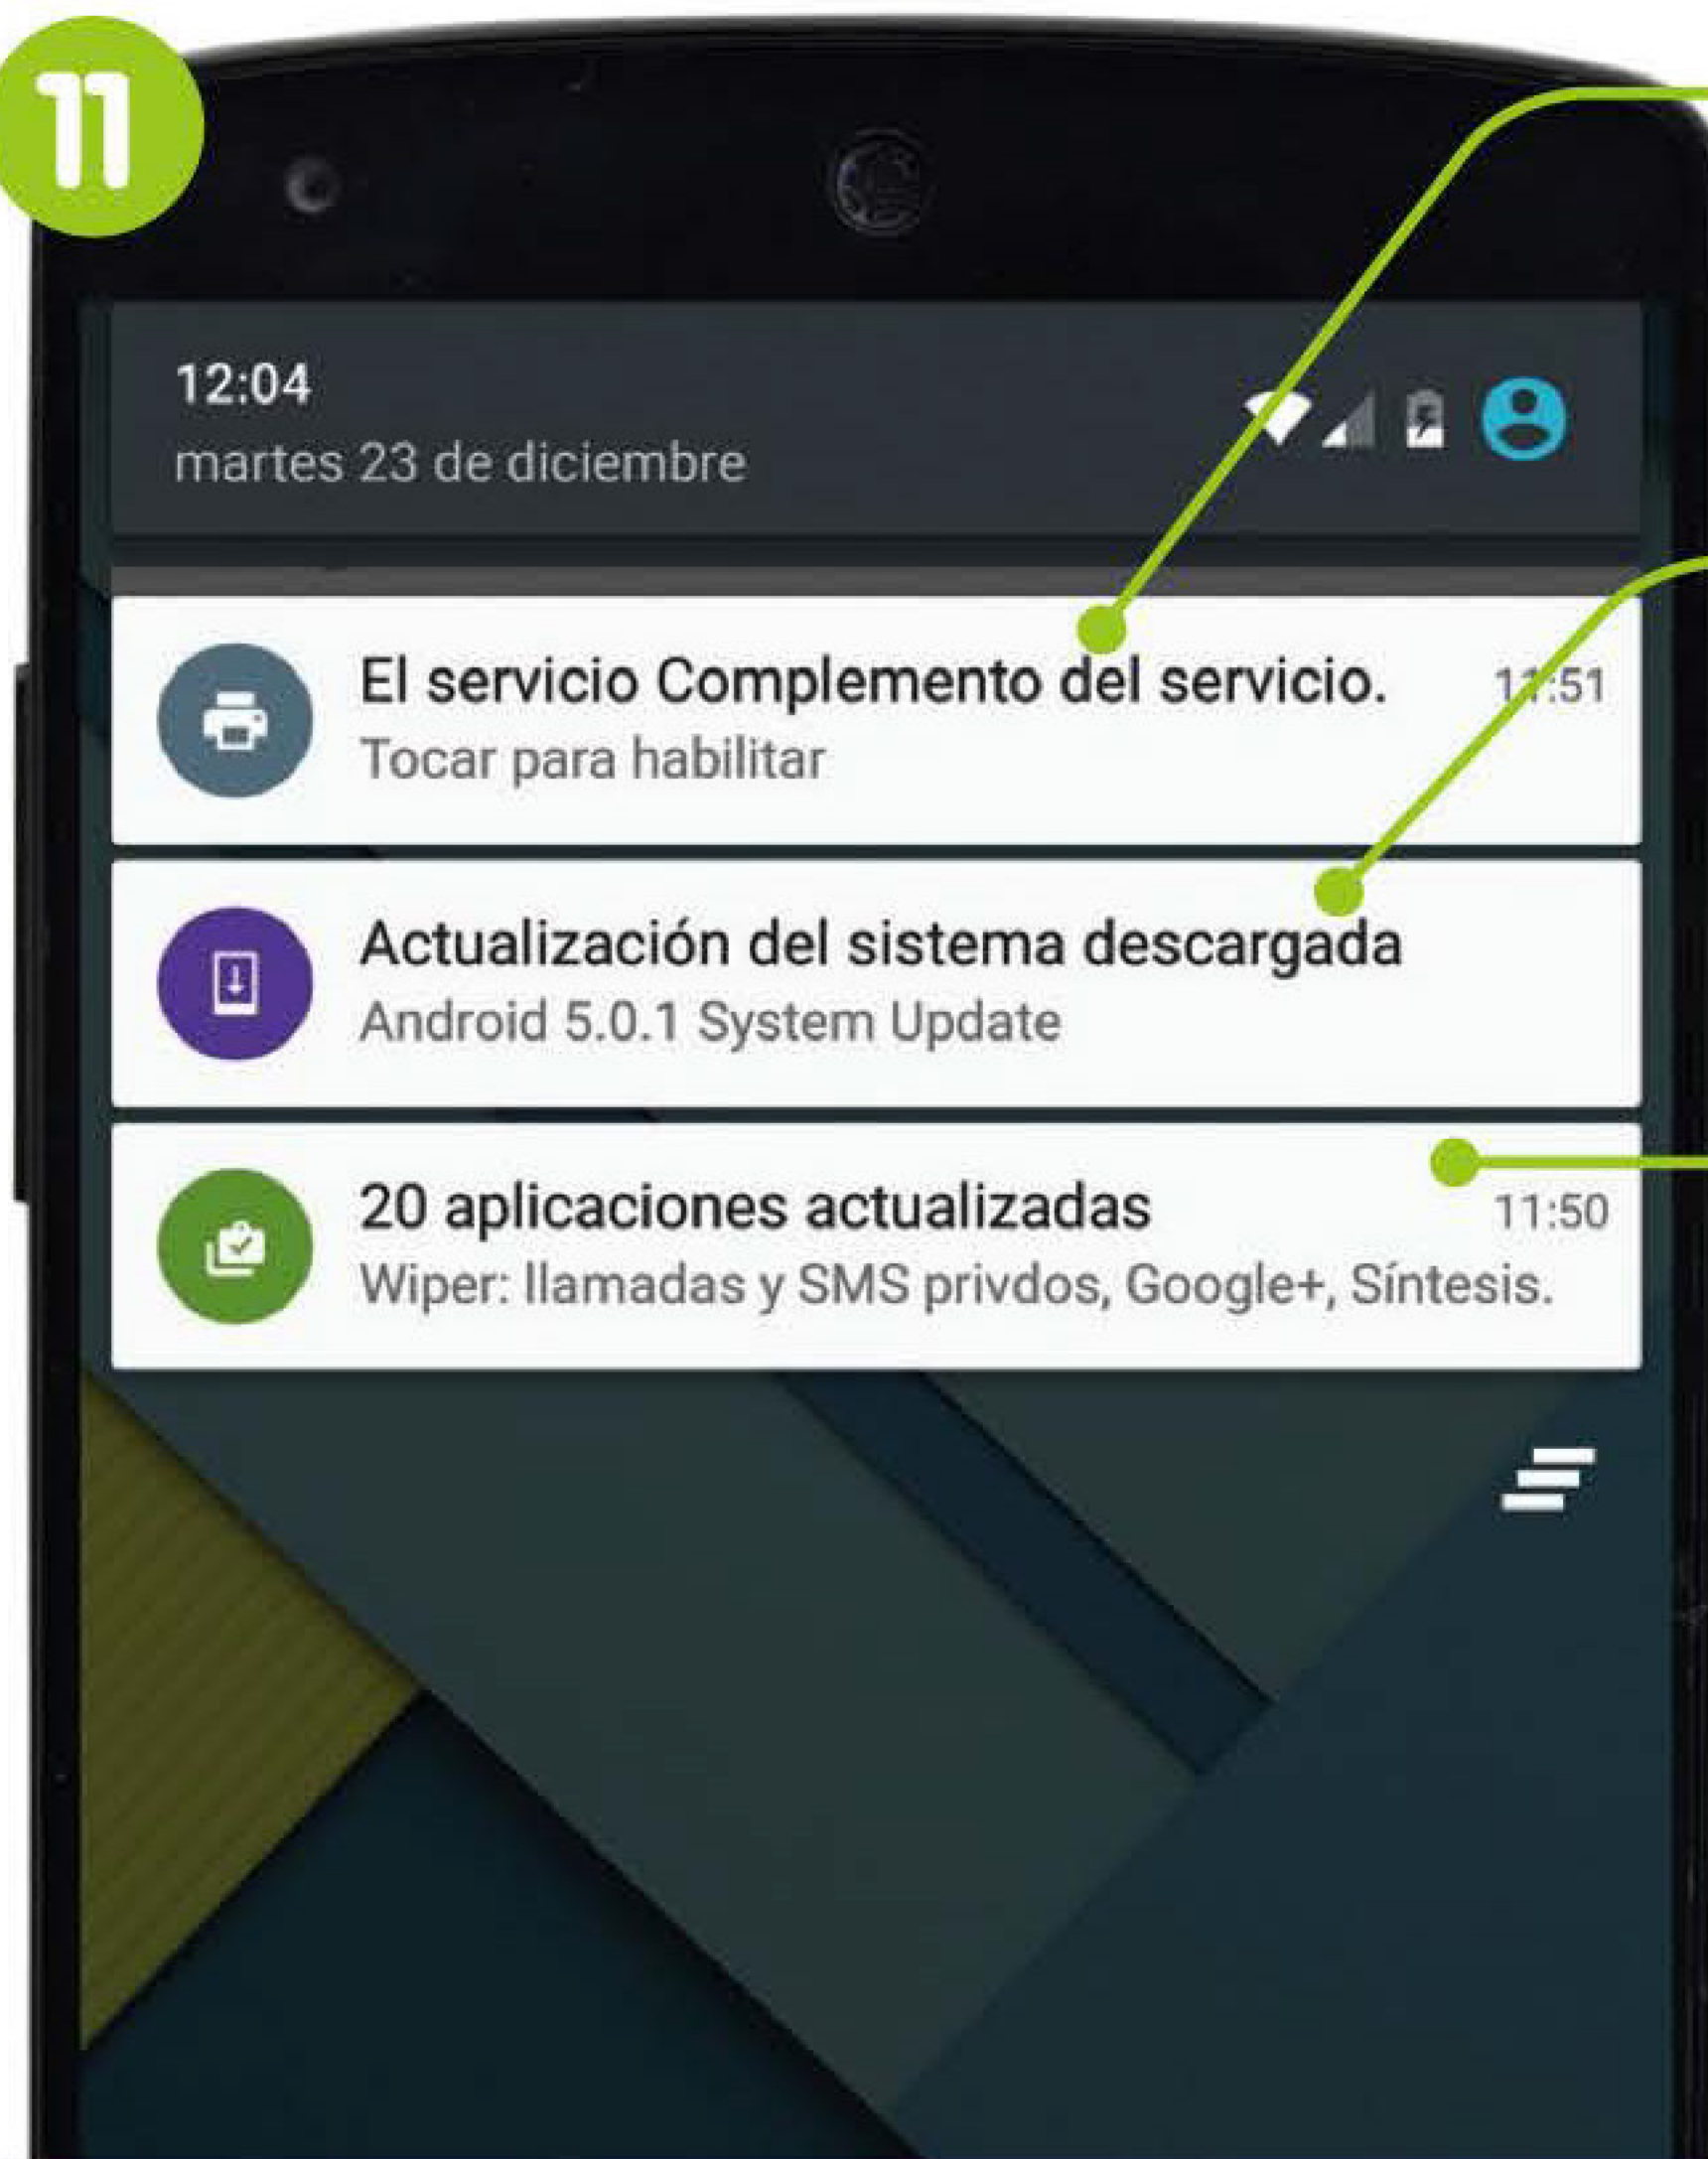 11
12:04
martes 23 de diciembre
El servicio Complemento del servicio.
11:51
Tocar para habilitar
Actualización del sistema descargada
Android 5.0.1 System Update
20 aplicaciones actualizadas
11:50
Wiper: llamadas y SMS privdos, Google+, Síntesis.